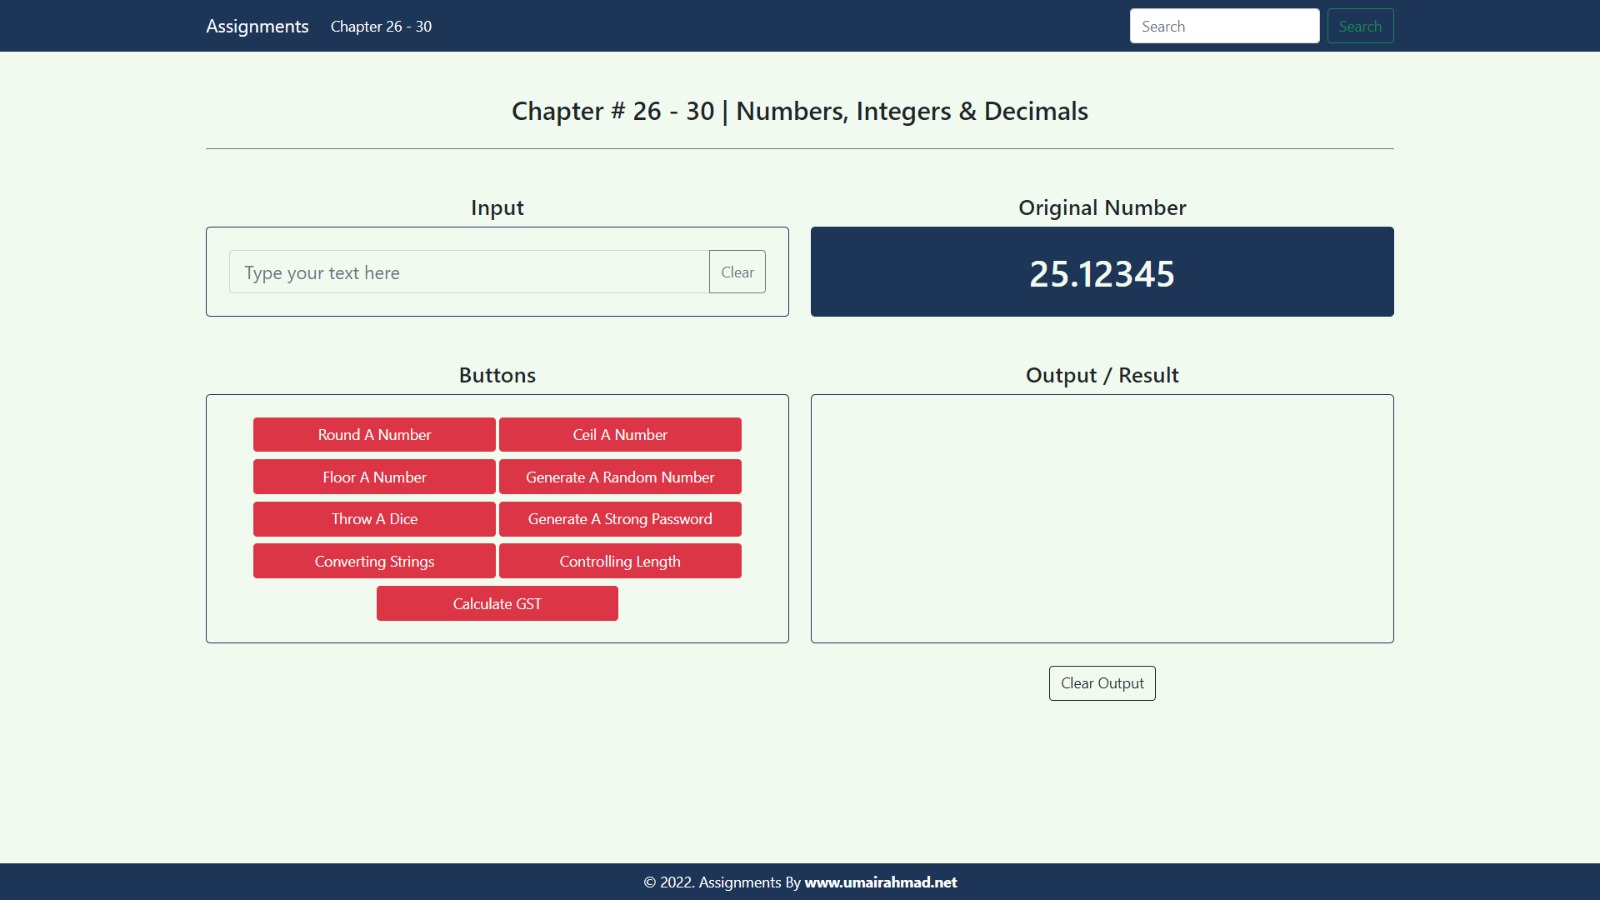 Assignments Chapter 26 - 30 Search Search
Chapter # 26 - 30 | Numbers, Integers & Decimals
Input
Type your text here Clear
Original Number
25.12345
Buttons
Round A Number Ceil A Number
Floor A Number Generate A Random Number
Throw A Dice Generate A Strong Password
Converting Strings Controlling Length
Calculate GST
Output / Result
Clear Output
© 2022. Assignments By www.umairahmad.net